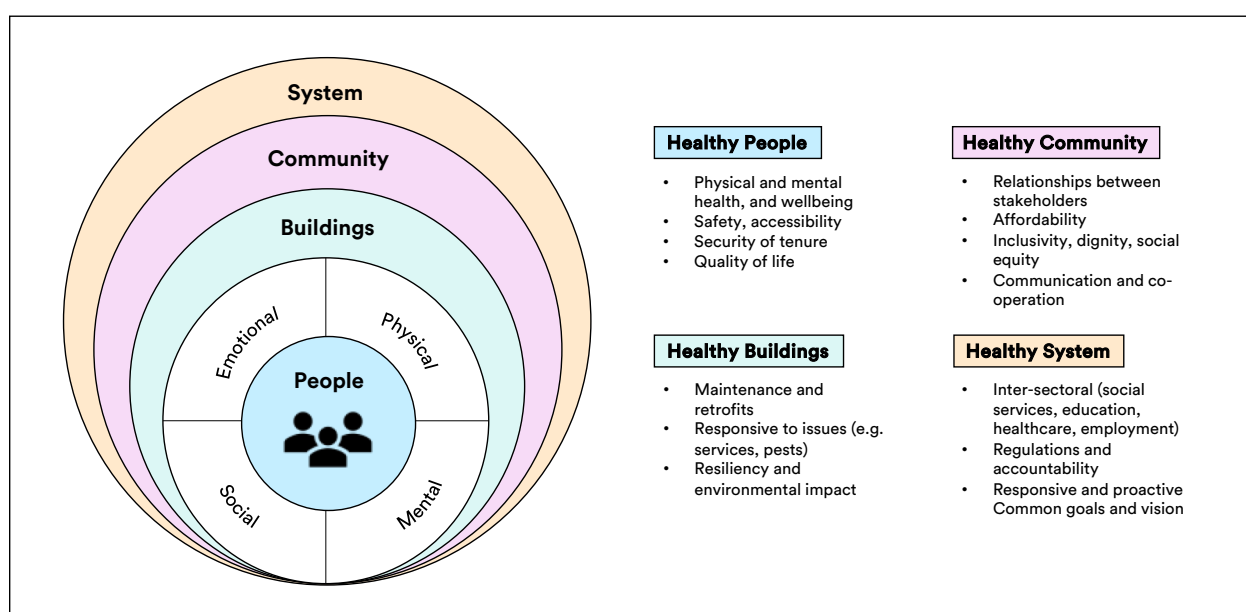 System
Community
Buildings
Emotional
Physical
People
Social
Mental
Healthy People
• Physical and mental
health, and wellbeing
• Safety, accessibility
• Security of tenure
• Quality of life
Healthy Community
• Relationships between
stakeholders
• Affordability
• Inclusivity, dignity, social
equity
• Communication and co-
operation
Healthy Buildings
• Maintenance and
retrofits
• Responsive to issues (e.g.
services, pests)
• Resiliency and
environmental impact
Healthy System
• Inter-sectoral (social
services, education,
healthcare, employment)
• Regulations and
accountability
• Responsive and proactive
Common goals and vision